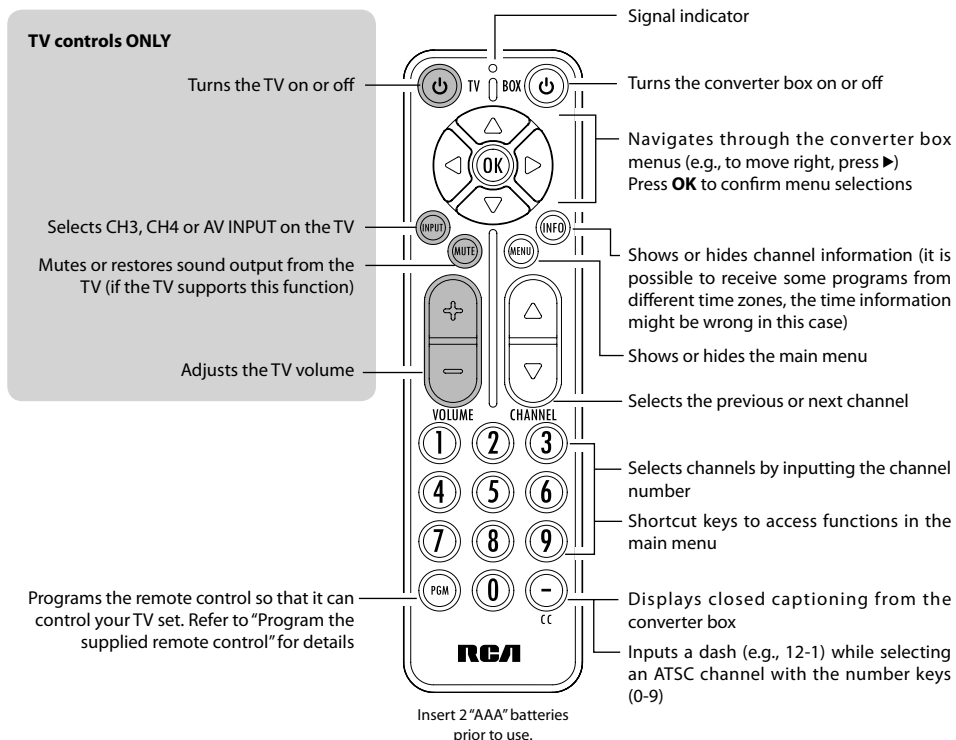 Signal indicator
TV controls ONLY
Turns the TV on or off
TV
BOX
Turns the converter box on or off
OK
Navigates through the converter box
menus (e.g., to move right, press ►)
Press OK to confirm menu selections
INPUT
INFO
Selects CH3, CH4 or AV INPUT on the TV
MUTE
MENU
Mutes or restores sound output from the
TV (if the TV supports this function)
Shows or hides channel information (it is
possible to receive some programs from
different time zones, the time information
might be wrong in this case)
Adjusts the TV volume
Shows or hides the main menu
Selects the previous or next channel
VOLUME
CHANNEL
1 2 3
4 5 6
7 8 9
Selects channels by inputting the channel
number
Shortcut keys to access functions in the
main menu
PGM 0 –
CC
Programs the remote control so that it can
control your TV set. Refer to “Program the
supplied remote control” for details
Displays closed captioning from the
converter box
Inputs a dash (e.g., 12-1) while selecting
an ATSC channel with the number keys
(0-9)
RCA
Insert 2 “AAA” batteries
prior to use.